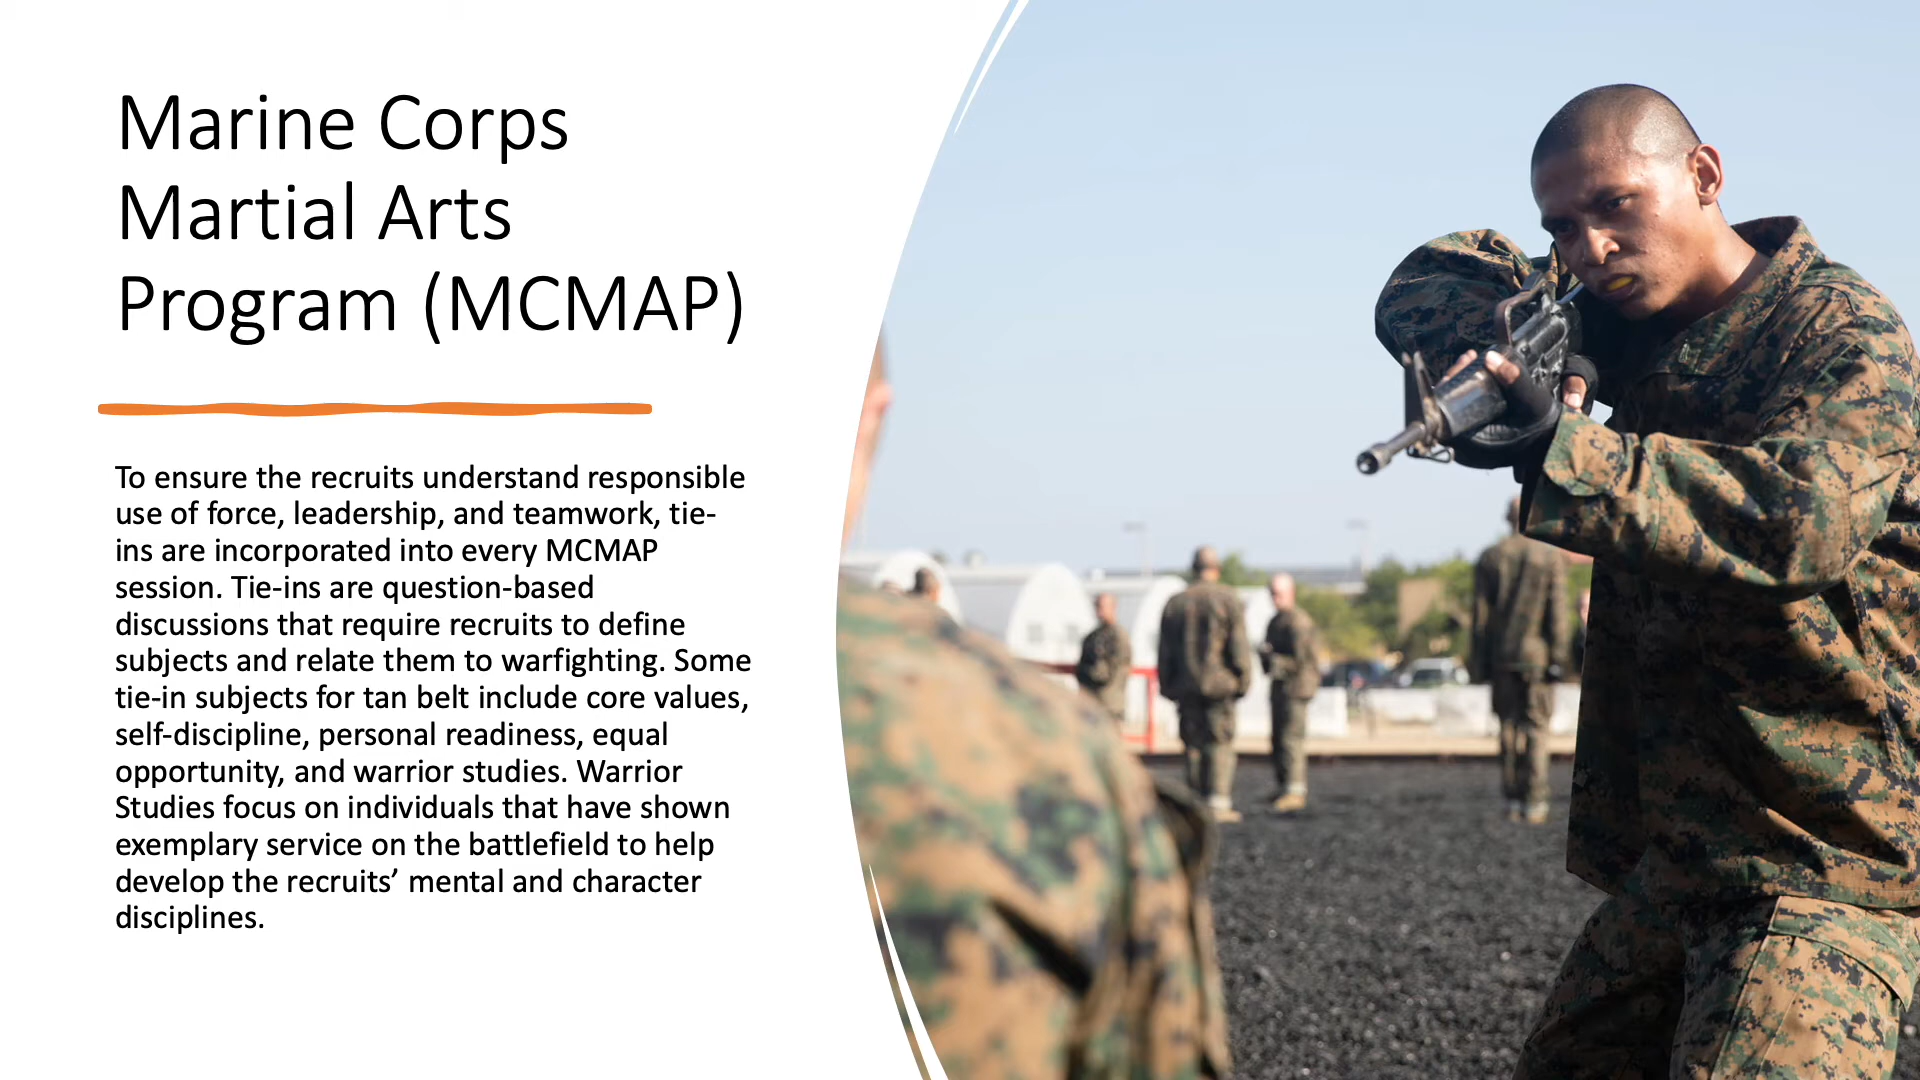 Marine Corps
Martial Arts
Program (MCMAP)
To ensure the recruits understand responsible
use of force, leadership, and teamwork, tie-
ins are incorporated into every MCMAP
session. Tie-ins are question-based
discussions that require recruits to define
subjects and relate them to warfighting. Some
tie-in subjects for tan belt include core values,
self-discipline, personal readiness, equal
opportunity, and warrior studies. Warrior
Studies focus on individuals that have shown
exemplary service on the battlefield to help
develop the recruits’ mental and character
disciplines.